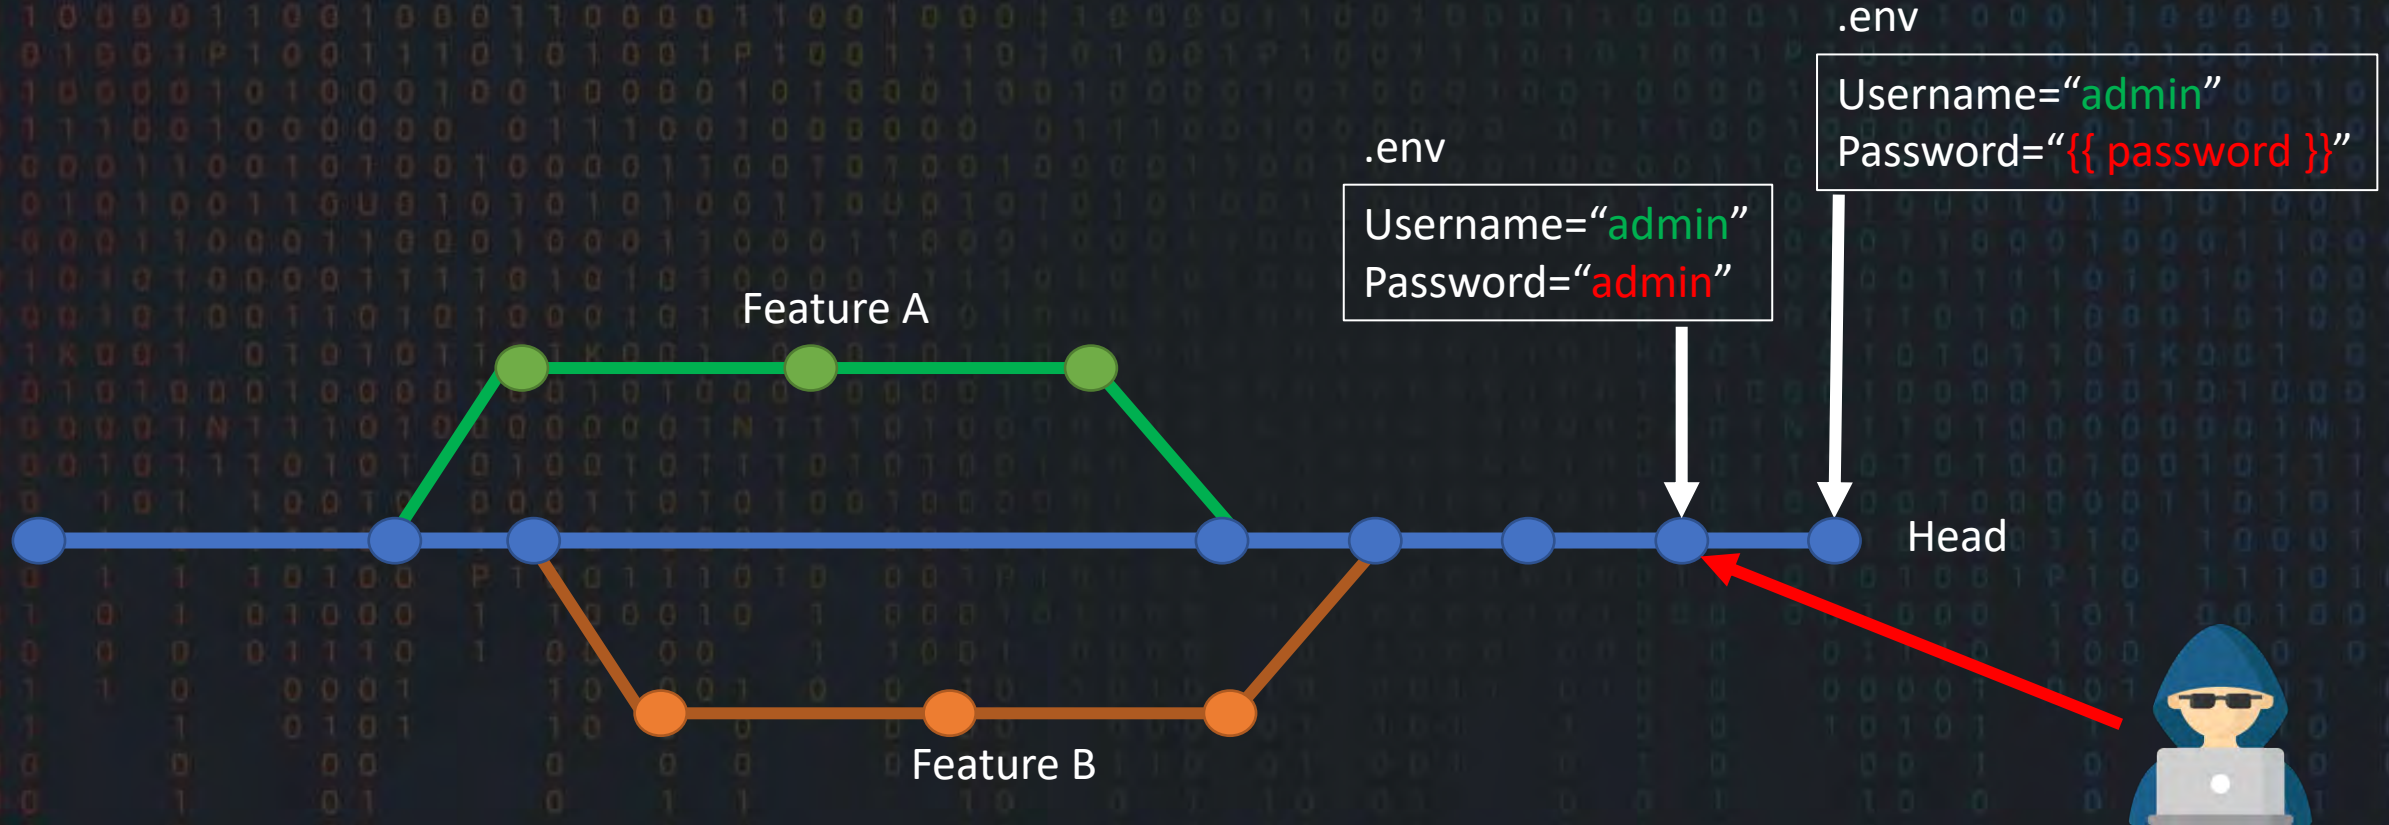 .env
Username=“admin”
Password=“{{ password }}”
.env
Username=“admin”
Password=“admin”
Feature A
Head
Feature B